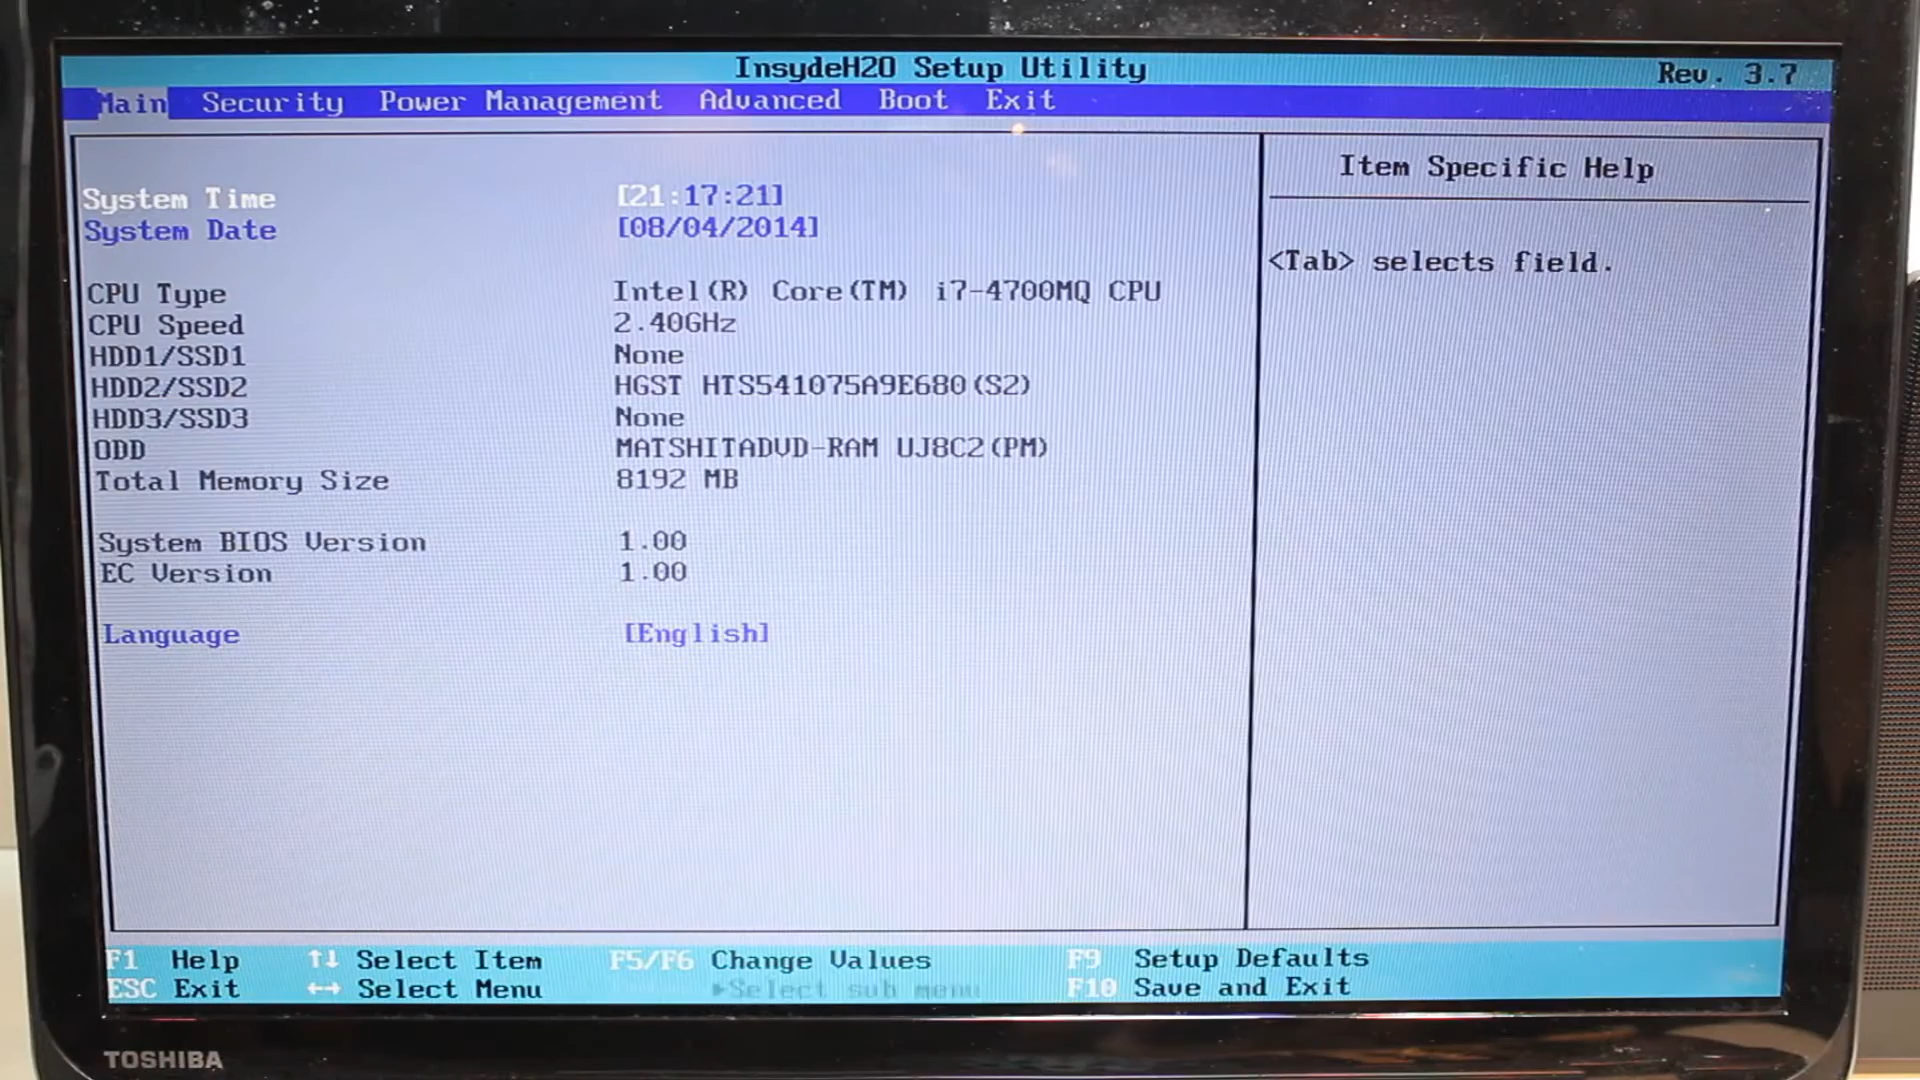 InsydeH2O Setup Utility Rev. 3.7
Main Security Power Management Advanced Boot Exit
Item Specific Help
System Time [21:17:21]
System Date [08/04/2014]
<Tab> selects field.
CPU Type Intel(R) Core(TM) i7-4700MQ CPU
CPU Speed 2.40GHz
HDD1/SSD1 None
HDD2/SSD2 HGST HTS541075A9E680(S2)
HDD3/SSD3 None
ODD MATSHITADVD-RAM UJ8C2(PM)
Total Memory Size 8192 MB
System BIOS Version 1.00
EC Version 1.00
Language [English]
F1 Help ↑↓ Select Item F5/F6 Change Values F9 Setup Defaults
ESC Exit ↔ Select Menu ▶Select sub menu F10 Save and Exit
TOSHIBA